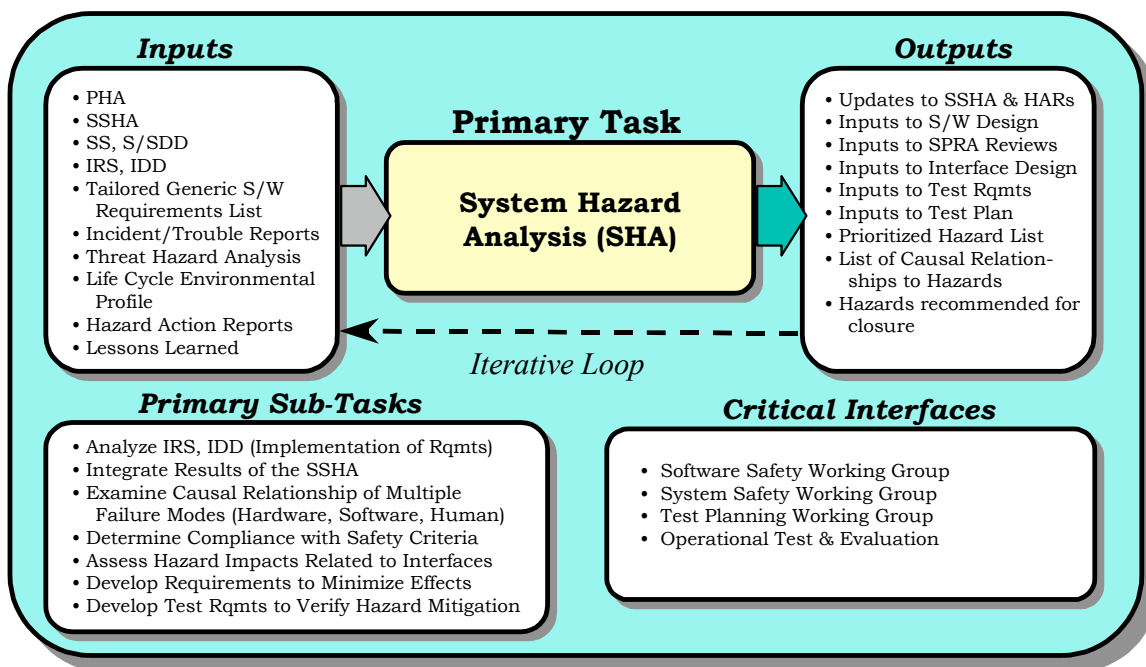 Inputs
• PHA
• SSHA
• SS, S/SDD
• IRS, IDD
• Tailored Generic S/W
Requirements List
• Incident/Trouble Reports
• Threat Hazard Analysis
• Life Cycle Environmental
Profile
• Hazard Action Reports
• Lessons Learned
Primary Task
System Hazard
Analysis (SHA)
Outputs
• Updates to SSHA & HARs
• Inputs to S/W Design
• Inputs to SPRA Reviews
• Inputs to Interface Design
• Inputs to Test Rqmts
• Inputs to Test Plan
• Prioritized Hazard List
• List of Causal Relation-
ships to Hazards
• Hazards recommended for
closure
Iterative Loop
Primary Sub-Tasks
• Analyze IRS, IDD (Implementation of Rqmts)
• Integrate Results of the SSHA
• Examine Causal Relationship of Multiple
Failure Modes (Hardware, Software, Human)
• Determine Compliance with Safety Criteria
• Assess Hazard Impacts Related to Interfaces
• Develop Requirements to Minimize Effects
• Develop Test Rqmts to Verify Hazard Mitigation
Critical Interfaces
• Software Safety Working Group
• System Safety Working Group
• Test Planning Working Group
• Operational Test & Evaluation